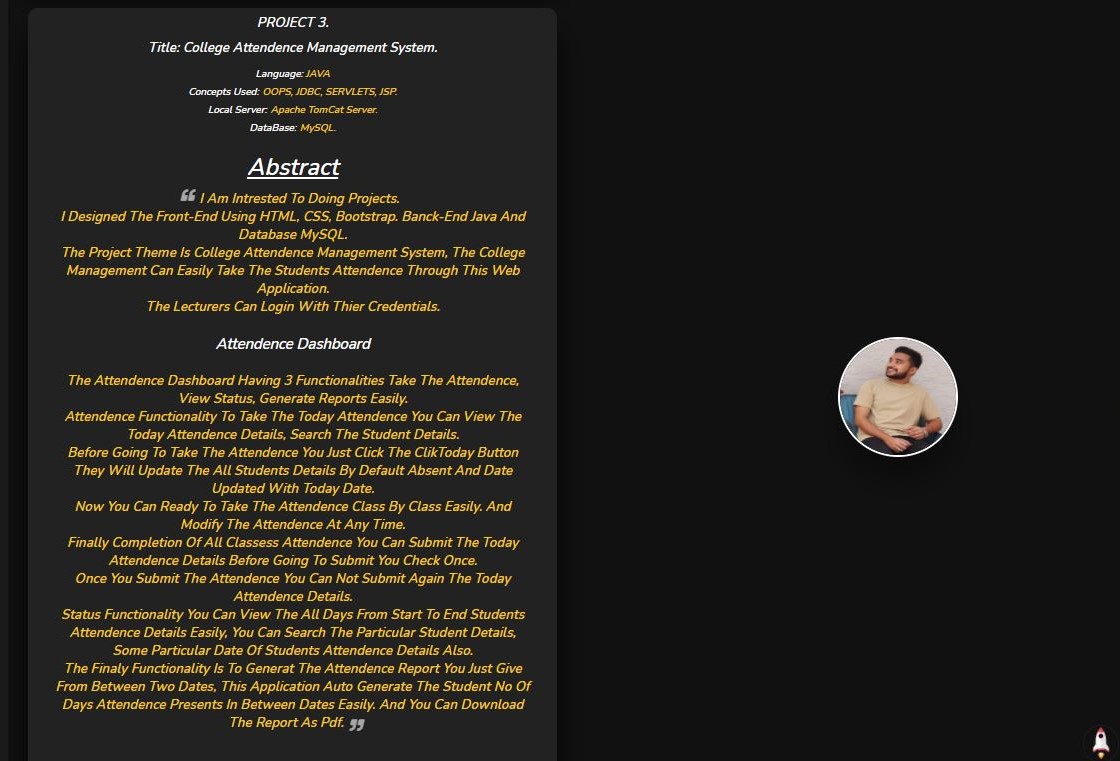 PROJECT 3.
Title: College Attendence Management System.
Language: JAVA
Concepts Used: OOPS, JDBC, SERVLETS, JSP.
Local Server: Apache TomCat Server.
DataBase: MySQL.
Abstract
❝ I Am Intrested To Doing Projects.
I Designed The Front-End Using HTML, CSS, Bootstrap. Banck-End Java And
Database MySQL.
The Project Theme Is College Attendence Management System, The College
Management Can Easily Take The Students Attendence Through This Web
Application.
The Lecturers Can Login With Thier Credentials.
Attendence Dashboard
The Attendence Dashboard Having 3 Functionalities Take The Attendence,
View Status, Generate Reports Easily.
Attendence Functionality To Take The Today Attendence You Can View The
Today Attendence Details, Search The Student Details.
Before Going To Take The Attendence You Just Click The ClikToday Button
They Will Update The All Students Details By Default Absent And Date
Updated With Today Date.
Now You Can Ready To Take The Attendence Class By Class Easily. And
Modify The Attendence At Any Time.
Finally Completion Of All Classess Attendence You Can Submit The Today
Attendence Details Before Going To Submit You Check Once.
Once You Submit The Attendence You Can Not Submit Again The Today
Attendence Details.
Status Functionality You Can View The All Days From Start To End Students
Attendence Details Easily, You Can Search The Particular Student Details,
Some Particular Date Of Students Attendence Details Also.
The Finaly Functionality Is To Generat The Attendence Report You Just Give
From Between Two Dates, This Application Auto Generate The Student No Of
Days Attendence Presents In Between Dates Easily. And You Can Download
The Report As Pdf. ❞